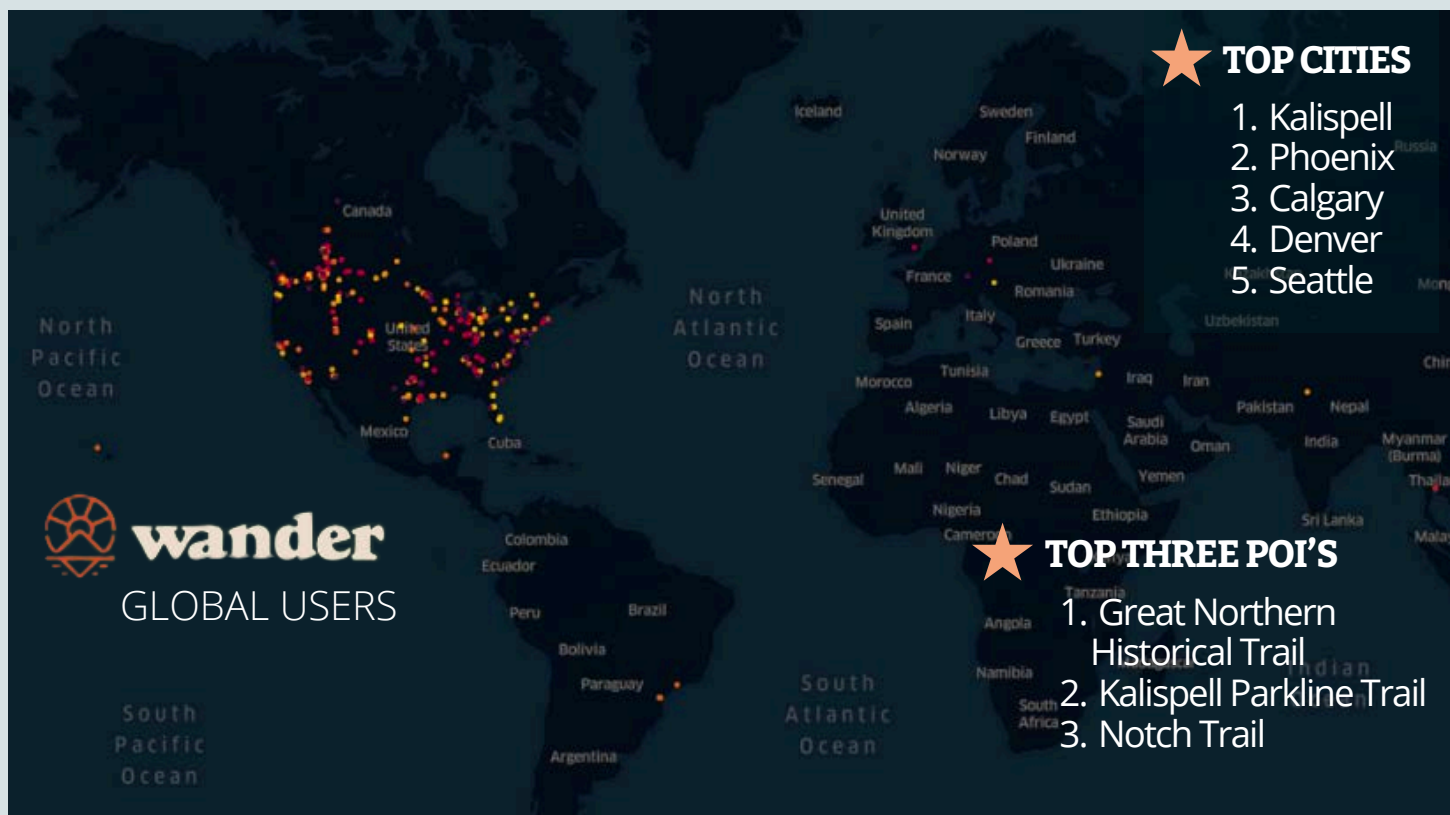 TOP CITIES
1. Kalispell
2. Phoenix
3. Calgary
4. Denver
5. Seattle
Iceland
Sweden
Finland
Norway
Russia
Canada
United
Kingdom
Poland
Ukraine
France
Romania
North
Atlantic
Ocean
North
Pacific
Ocean
United
States
Spain
Italy
Uzbekistan
Greece
Turkey
Morocco
Tunisia
Iraq
Iran
Algeria
Libya
Egypt
Saudi
Arabia
Pakistan
Nepal
Mexico
Cuba
Oman
India
Myanmar
(Burma)
Senegal
Mali
Niger
Chad
Sudan
Yemen
Nigeria
Ethiopia
Sri Lanka
wander
GLOBAL USERS
Colombia
Ecuador
TOP THREE POI'S
1. Great Northern
Historical Trail
2. Kalispell Parkline Trail
3. Notch Trail
Tanzania
Peru
Brazil
Angola
Bolivia
Paraguay
Namibia
South
Africa
South
Atlantic
Ocean
South
Pacific
Ocean
Argentina
Indian